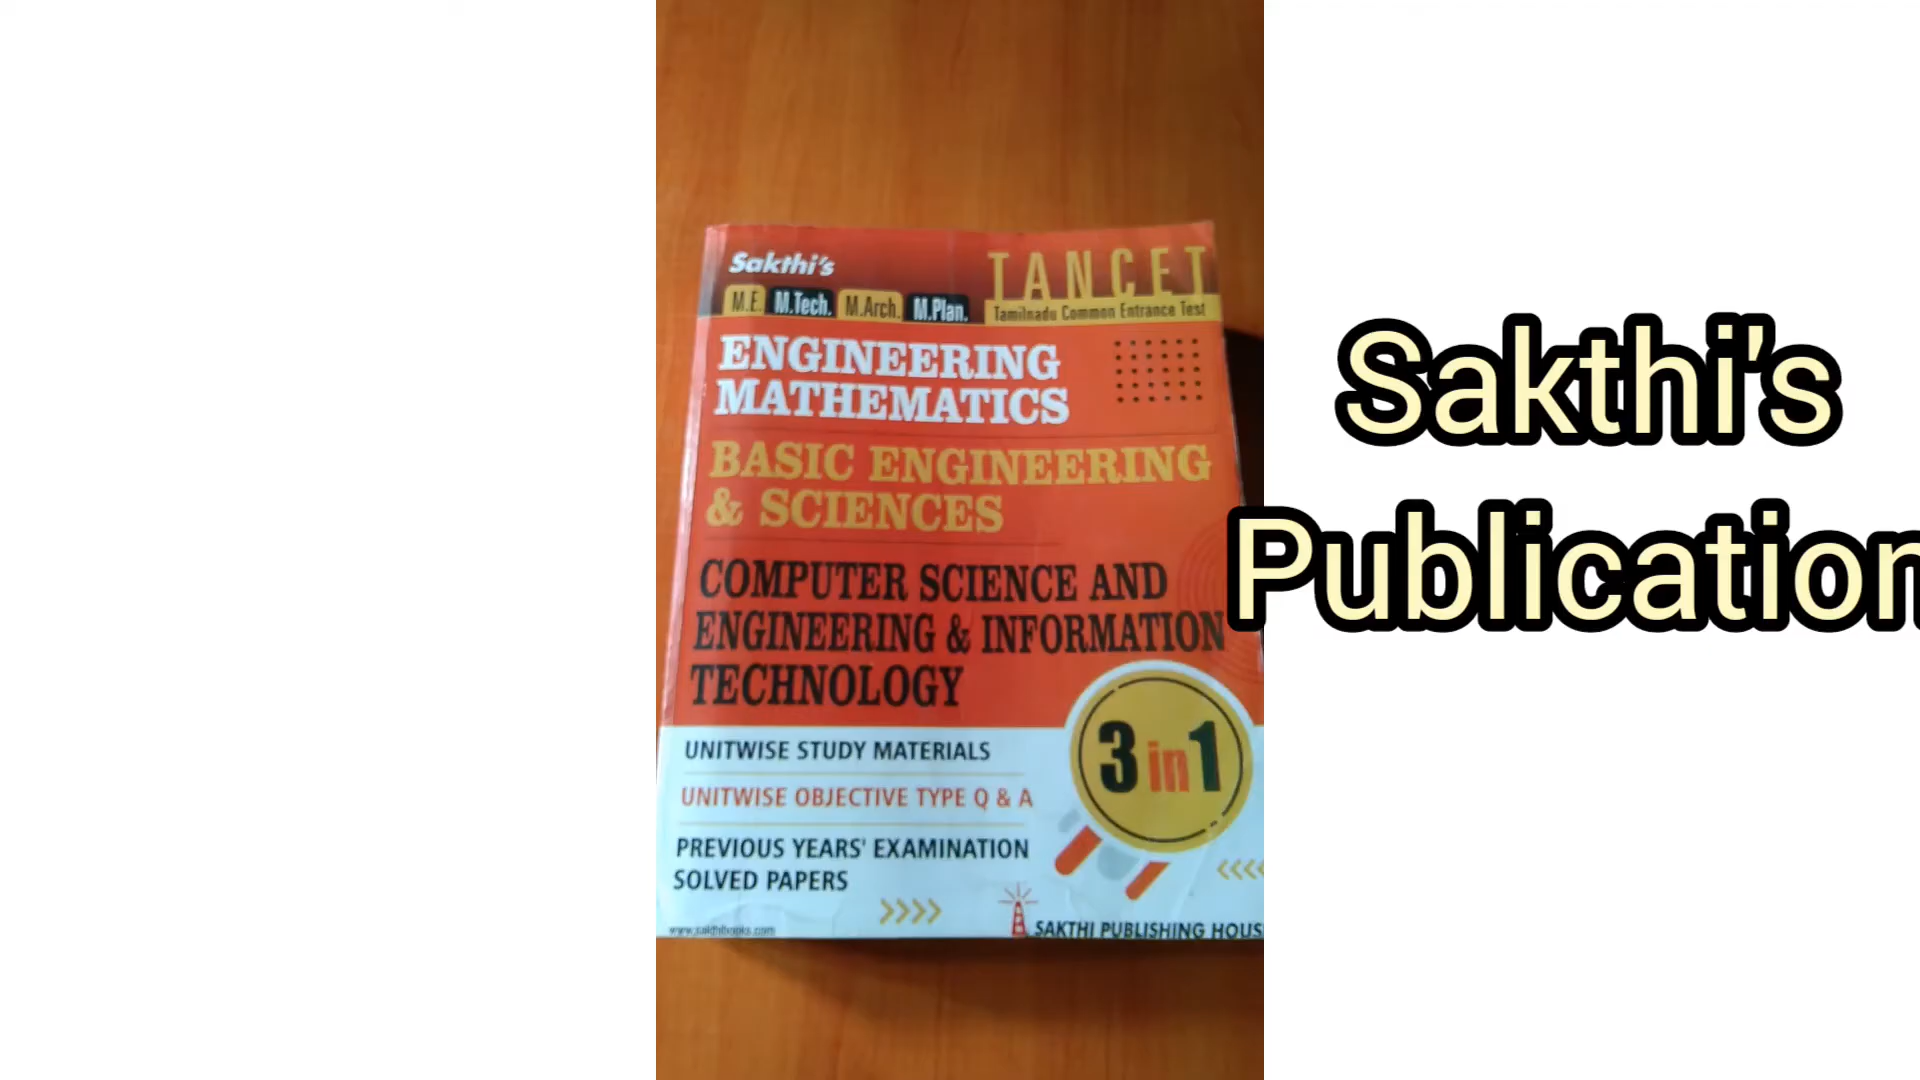 Sakthi's
TANCET
M.E. M.Tech. M.Arch. M.Plan.
Tamilnadu Common Entrance Test
ENGINEERING
MATHEMATICS
BASIC ENGINEERING
& SCIENCES
COMPUTER SCIENCE AND
ENGINEERING & INFORMATION
TECHNOLOGY
3 in 1
UNITWISE STUDY MATERIALS
UNITWISE OBJECTIVE TYPE Q & A
PREVIOUS YEARS' EXAMINATION
SOLVED PAPERS
www.sakthibooks.com
SAKTHI PUBLISHING HOUS
Sakthi's
Publication